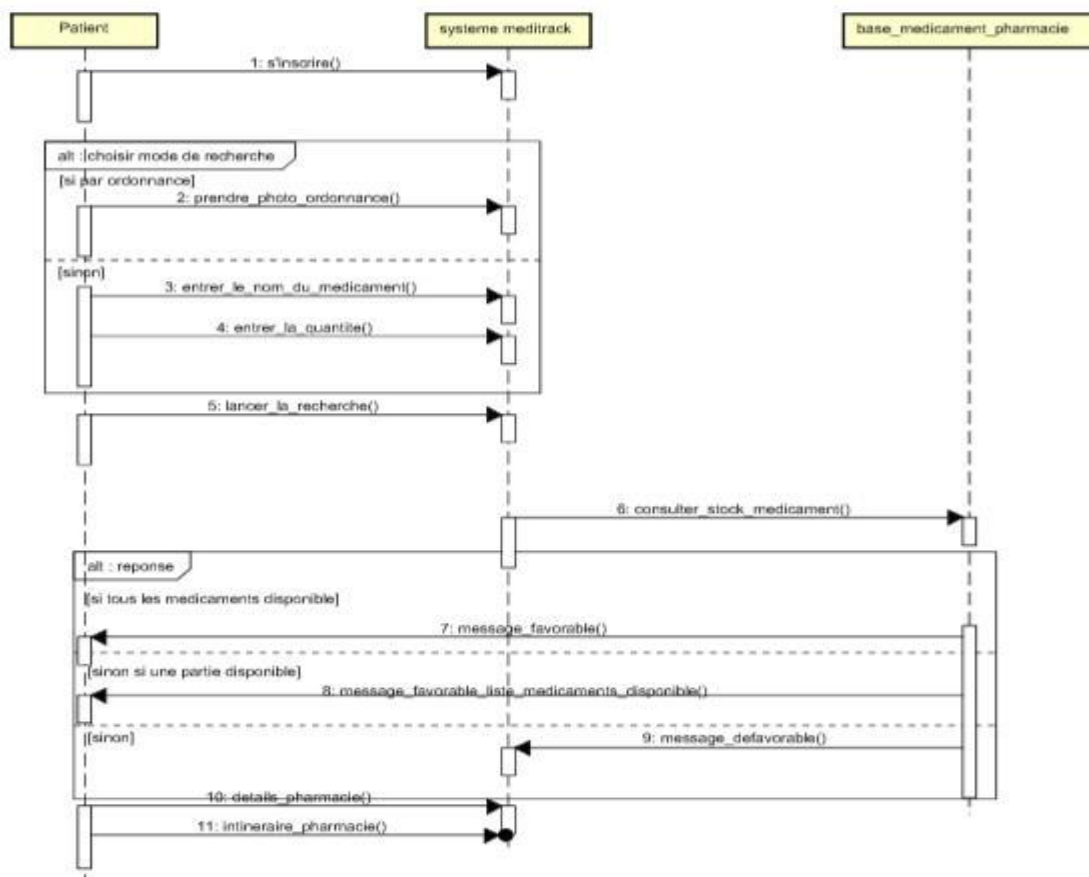 Patient
systeme meditrack
base_medicament_pharmacie
1: s'inscrire()
alt : choisir mode de recherche
[si par ordonnance]
2: prendre_photo_ordonnance()
[sinon]
3: entrer_le_nom_du_medicament()
4: entrer_la_quantite()
5: lancer_la_recherche()
6: consulter_stock_medicament()
alt : reponse
[si tous les medicaments disponible]
7: message_favorable()
[sinon si une partie disponible]
8: message_favorable_liste_medicaments_disponible()
[sinon]
9: message_defavorable()
10: details_pharmacie()
11: intineraire_pharmacie()